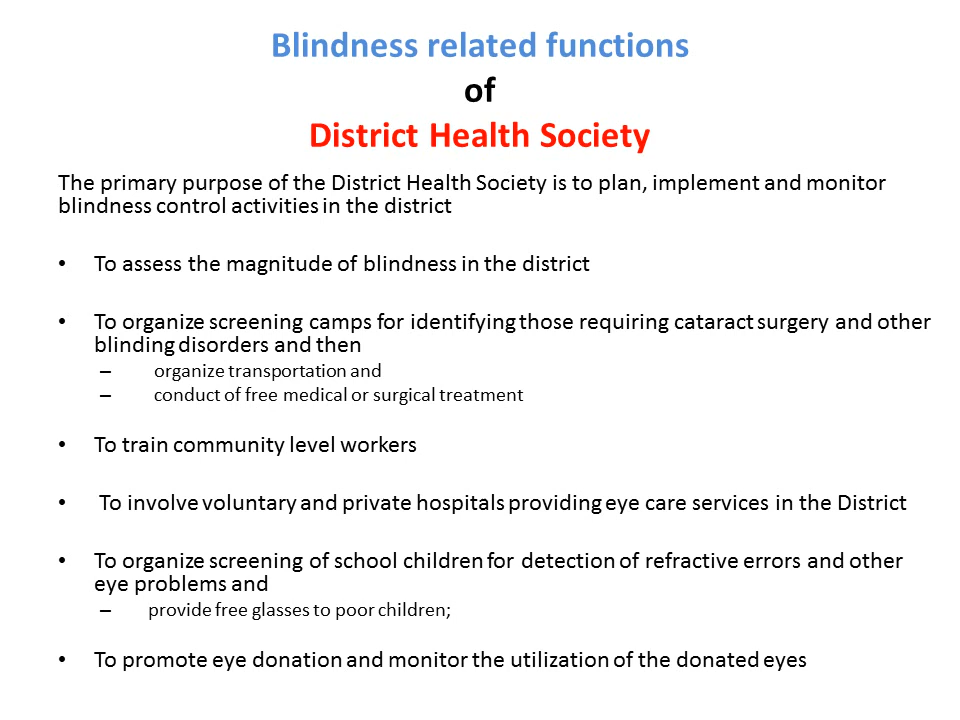 Blindness related functions
of
District Health Society
The primary purpose of the District Health Society is to plan, implement and monitor
blindness control activities in the district
• To assess the magnitude of blindness in the district
• To organize screening camps for identifying those requiring cataract surgery and other
blinding disorders and then
– organize transportation and
– conduct of free medical or surgical treatment
• To train community level workers
• To involve voluntary and private hospitals providing eye care services in the District
• To organize screening of school children for detection of refractive errors and other
eye problems and
– provide free glasses to poor children;
• To promote eye donation and monitor the utilization of the donated eyes